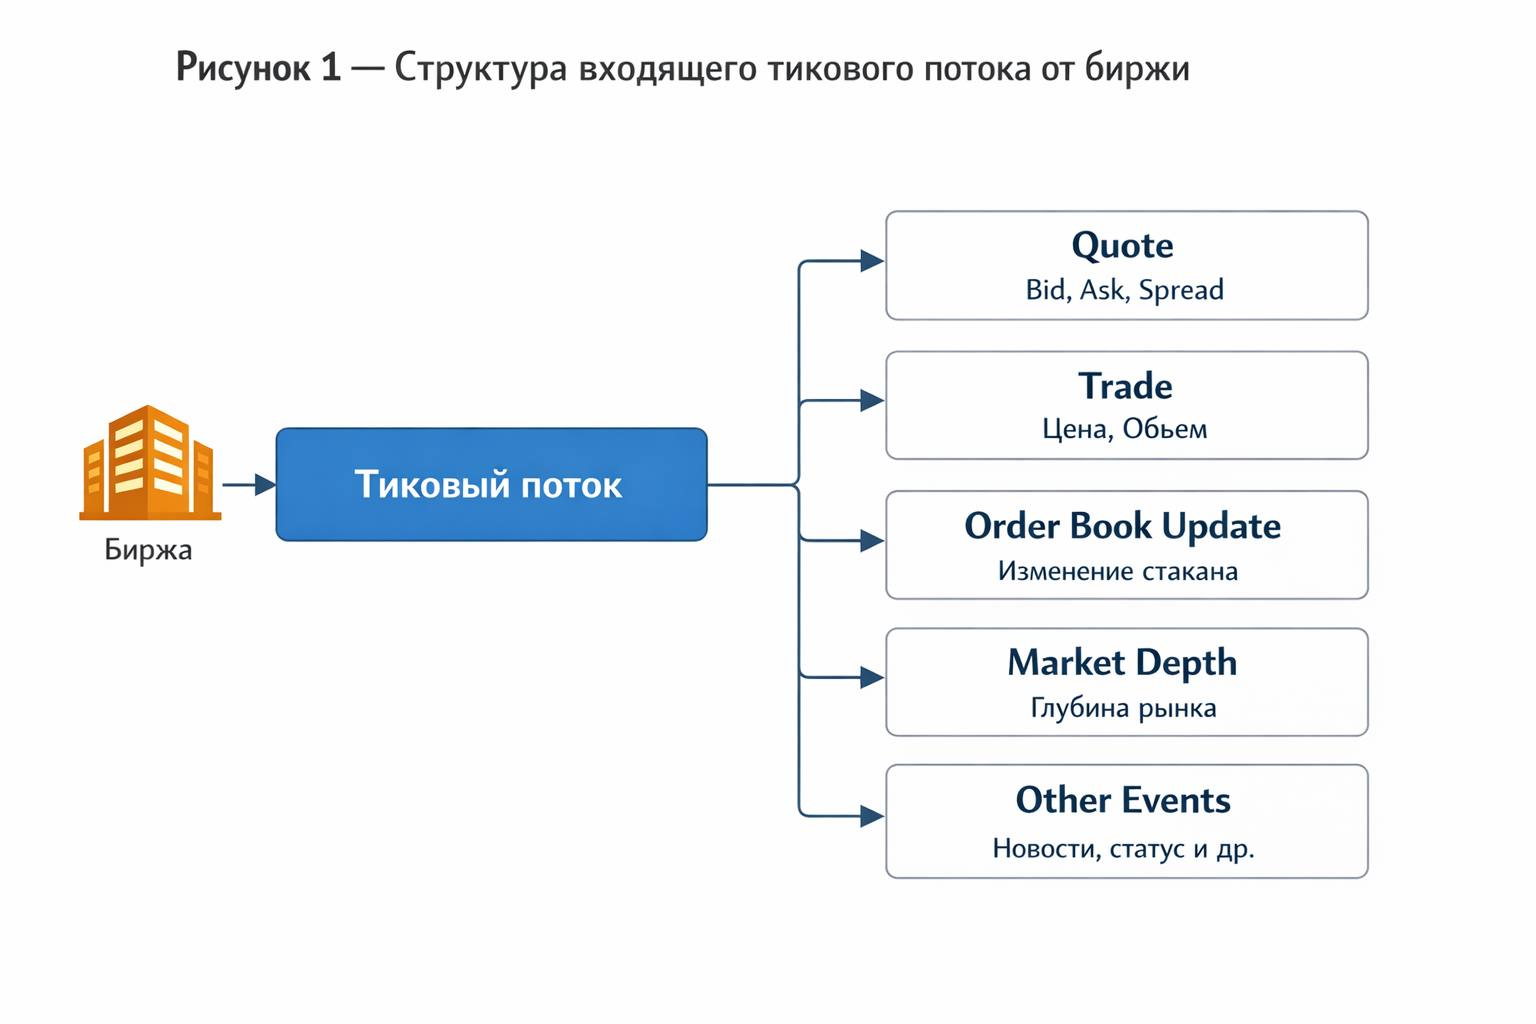 Рисунок 1 — Структура входящего тикового потока от биржи
Биржа
Тиковый поток
Quote
Bid, Ask, Spread
Trade
Цена, Обьем
Order Book Update
Изменение стакана
Market Depth
Глубина рынка
Other Events
Новости, статус и др.